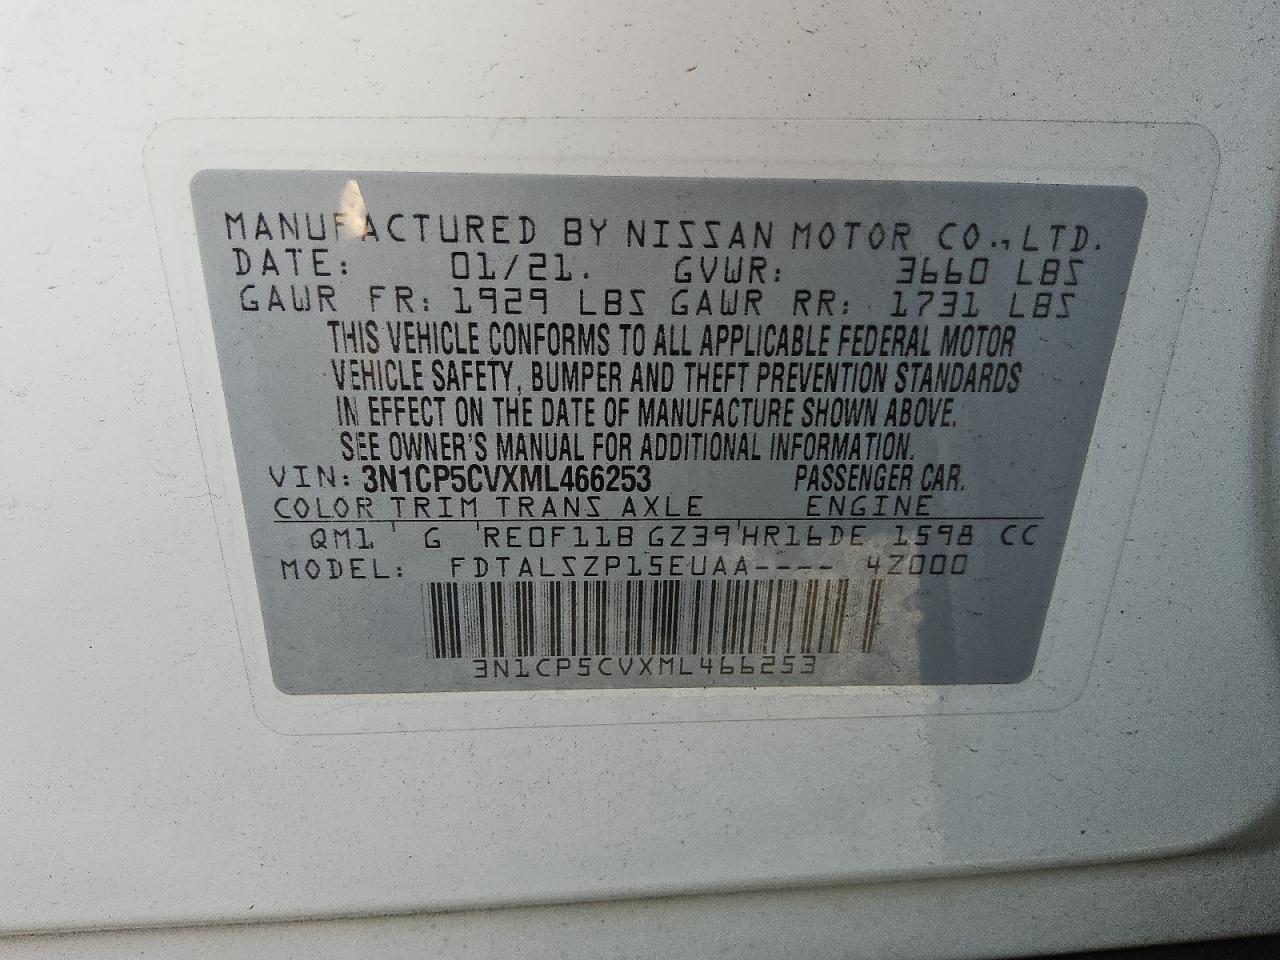 MANUFACTURED BY NISSAN MOTOR CO., LTD.
DATE: 01/21. GVWR: 3660 LBS
GAWR FR: 1929 LBS GAWR RR: 1731 LBS
THIS VEHICLE CONFORMS TO ALL APPLICABLE FEDERAL MOTOR
VEHICLE SAFETY, BUMPER AND THEFT PREVENTION STANDARDS
IN EFFECT ON THE DATE OF MANUFACTURE SHOWN ABOVE.
SEE OWNER'S MANUAL FOR ADDITIONAL INFORMATION.
VIN: 3N1CP5CVXML466253 PASSENGER CAR.
COLOR TRIM TRANS AXLE ENGINE
QM1 G RE0F11B GZ39 HR16DE 1598 CC
MODEL: FDTALSZP15EUAA---- 4Z000
3N1CP5CVXML466253